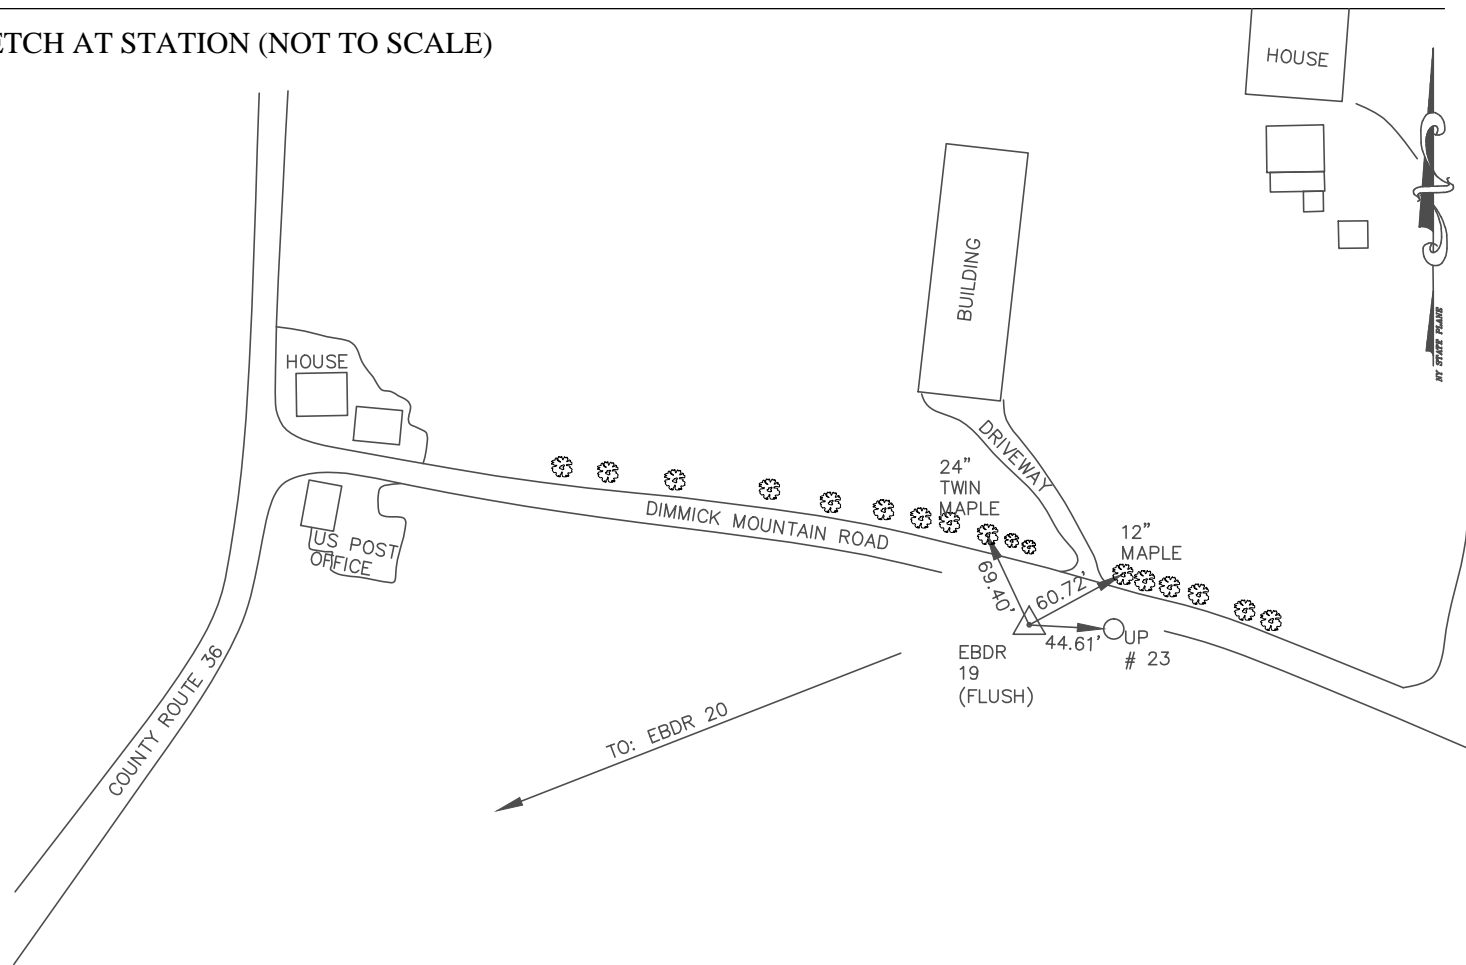 ETCH AT STATION (NOT TO SCALE)
HOUSE
NY STATE PLANE
BUILDING
HOUSE
DRIVEWAY
24”
TWIN
MAPLE
DIMMICK MOUNTAIN ROAD
12”
MAPLE
US POST
OFFICE
69.40'
60.72'
44.61'
UP
# 23
EBDR
19
(FLUSH)
COUNTY ROUTE 36
TO: EBDR 20